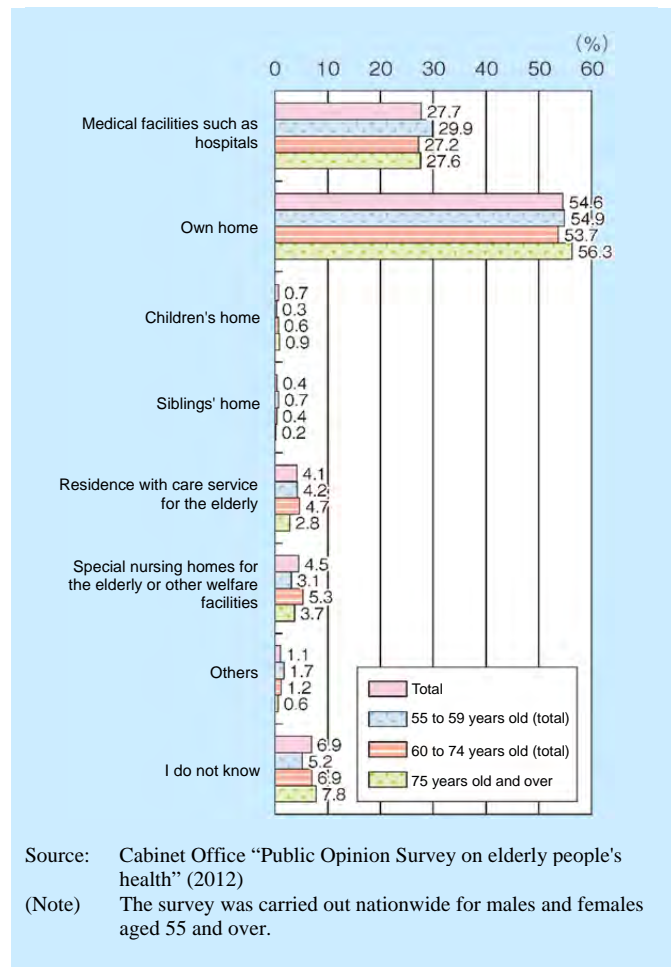 (%)
0 10 20 30 40 50 60
Medical facilities such as
hospitals
27.7
29.9
27.2
27.6
Own home
54.6
54.9
53.7
56.3
Children's home
0.7
0.3
0.6
0.9
Siblings' home
0.4
0.7
0.4
0.2
Residence with care service
for the elderly
4.1
4.2
4.7
2.8
Special nursing homes for
the elderly or other welfare
facilities
4.5
3.1
5.3
3.7
Others
1.1
1.7
1.2
0.6
I do not know
6.9
5.2
6.9
7.8
Total
55 to 59 years old (total)
60 to 74 years old (total)
75 years old and over
Source: Cabinet Office “Public Opinion Survey on elderly people's
health” (2012)
(Note) The survey was carried out nationwide for males and females
aged 55 and over.